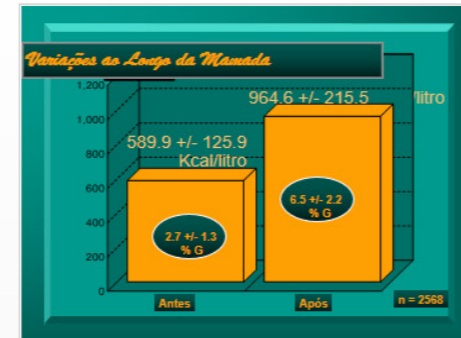 Variações ao Longo da Mamada
1,200
1,000
800
600
400
200
0
589.9 +/- 125.9
Kcal/litro
964.6 +/- 215.5
/litro
2.7 +/- 1.3
% G
6.5 +/- 2.2
% G
Antes
Após
n = 2568